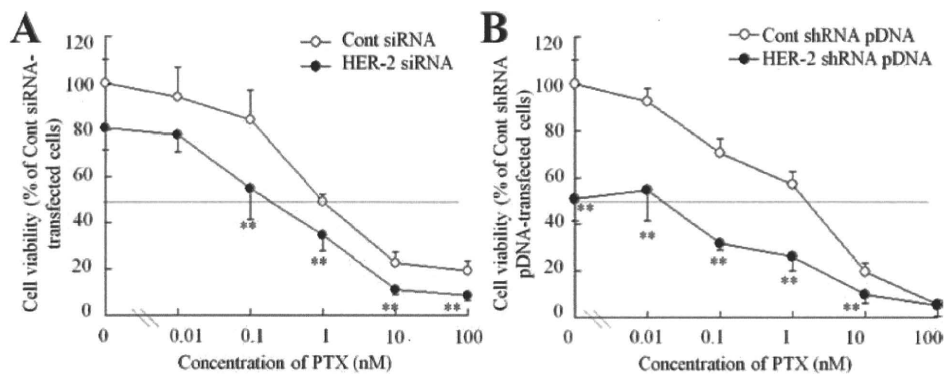 A
Cont siRNA
HER-2 siRNA
Cell viability (% of Cont siRNA-
transfected cells)
120
100
80
60
40
20
0
**
**
**
**
0
0.01
0.1
1
10
100
Concentration of PTX (nM)
B
Cont shRNA pDNA
HER-2 shRNA pDNA
Cell viability (% of Cont shRNA
pDNA-transfected cells)
120
100
80
60
40
20
0
**
**
**
**
**
0
0.01
0.1
1
10
100
Concentration of PTX (nM)